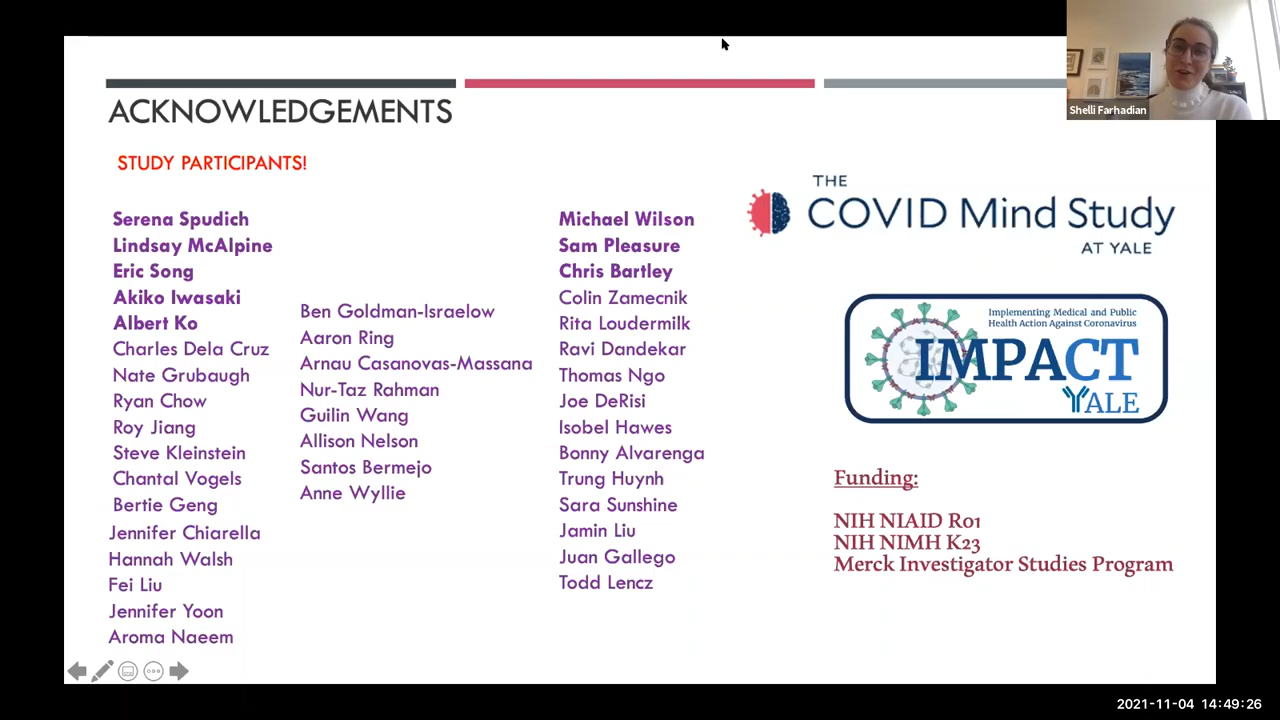 Shelli Farhadian
ACKNOWLEDGEMENTS
STUDY PARTICIPANTS!
Serena Spudich
Lindsay McAlpine
Eric Song
Akiko Iwasaki
Albert Ko
Charles Dela Cruz
Nate Grubaugh
Ryan Chow
Roy Jiang
Steve Kleinstein
Chantal Vogels
Bertie Geng
Jennifer Chiarella
Hannah Walsh
Fei Liu
Jennifer Yoon
Aroma Naeem
Ben Goldman-Israelow
Aaron Ring
Arnau Casanovas-Massana
Nur-Taz Rahman
Guilin Wang
Allison Nelson
Santos Bermejo
Anne Wyllie
Michael Wilson
Sam Pleasure
Chris Bartley
Colin Zamecnik
Rita Loudermilk
Ravi Dandekar
Thomas Ngo
Joe DeRisi
Isobel Hawes
Bonny Alvarenga
Trung Huynh
Sara Sunshine
Jamin Liu
Juan Gallego
Todd Lencz
THE
COVID Mind Study
AT YALE
Implementing Medical and Public
Health Action Against Coronavirus
IMPACT
YALE
Funding:
NIH NIAID R01
NIH NIMH K23
Merck Investigator Studies Program
2021-11-04 14:49:26